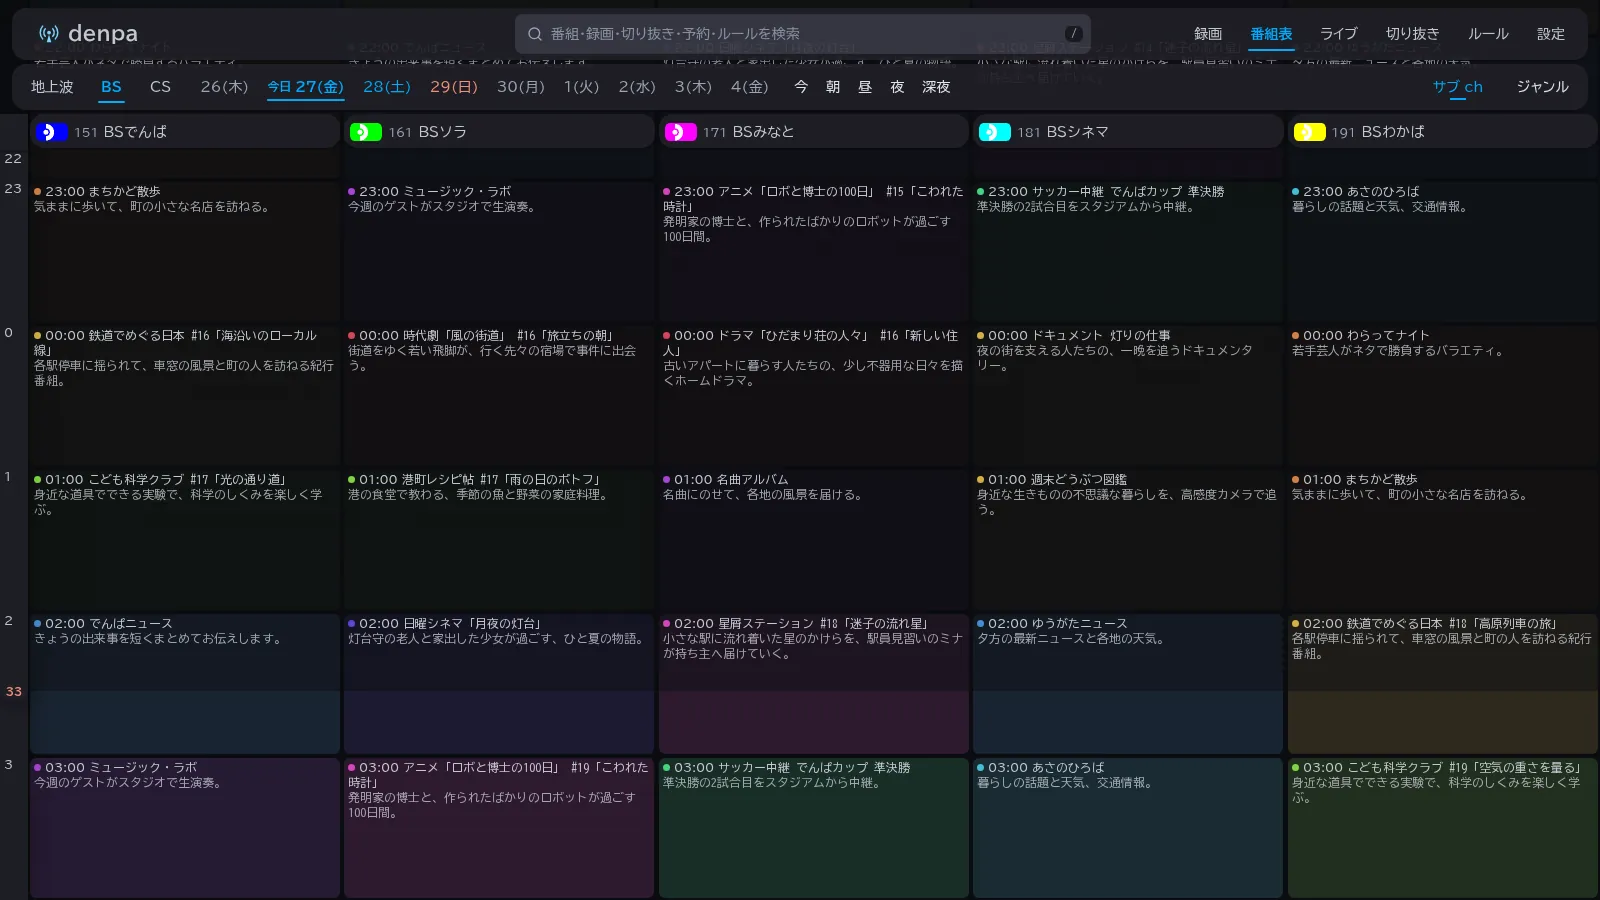 denpa
番組・録画・切り抜き・予約・ルールを検索
/
録画
番組表
ライブ
切り抜き
ルール
設定
地上波
BS
CS
26(木)
今日 27(金)
28(土)
29(日)
30(月)
1(火)
2(水)
3(木)
4(金)
今
朝
昼
夜
深夜
サブ ch
ジャンル
151 BSでんぱ
161 BSソラ
171 BSみなと
181 BSシネマ
191 BSわかば
22
23
23:00 まちかど散歩
気ままに歩いて、町の小さな名店を訪ねる。
23:00 ミュージック・ラボ
今週のゲストがスタジオで生演奏。
23:00 アニメ「ロボと博士の100日」 #15「こわれた
時計」
発明家の博士と、作られたばかりのロボットが過ごす
100日間。
23:00 サッカー中継 でんぱカップ 準決勝
準決勝の2試合目をスタジアムから中継。
23:00 あさのひろば
暮らしの話題と天気、交通情報。
0
00:00 鉄道でめぐる日本 #16「海沿いのローカル
線」
各駅停車に揺られて、車窓の風景と町の人を訪ねる紀行
番組。
00:00 時代劇「風の街道」 #16「旅立ちの朝」
街道をゆく若い飛脚が、行く先々の宿場で事件に出会
う。
00:00 ドラマ「ひだまり荘の人々」 #16「新しい住
人」
古いアパートに暮らす人たちの、少し不器用な日々を描
くホームドラマ。
00:00 ドキュメント 灯りの仕事
夜の街を支える人たちの、一晩を追うドキュメンタ
リー。
00:00 わらってナイト
若手芸人がネタで勝負するバラエティ。
1
01:00 こども科学クラブ #17「光の通り道」
身近な道具でできる実験で、科学のしくみを楽しく学
ぶ。
01:00 港町レシピ帖 #17「雨の日のポトフ」
港の食堂で教わる、季節の魚と野菜の家庭料理。
01:00 名曲アルバム
名曲にのせて、各地の風景を届ける。
01:00 週末どうぶつ図鑑
身近な生きものの不思議な暮らしを、高感度カメラで追
う。
01:00 まちかど散歩
気ままに歩いて、町の小さな名店を訪ねる。
2
02:00 でんぱニュース
きょうの出来事を短くまとめてお伝えします。
02:00 日曜シネマ「月夜の灯台」
灯台守の老人と家出した少女が過ごす、ひと夏の物語。
02:00 星屑ステーション #18「迷子の流れ星」
小さな駅に流れ着いた星のかけらを、駅員見習いのミナ
が持ち主へ届けていく。
02:00 ゆうがたニュース
夕方の最新ニュースと各地の天気。
02:00 鉄道でめぐる日本 #18「高原列車の旅」
各駅停車に揺られて、車窓の風景と町の人を訪ねる紀行
番組。
33
3
03:00 ミュージック・ラボ
今週のゲストがスタジオで生演奏。
03:00 アニメ「ロボと博士の100日」 #19「こわれた
時計」
発明家の博士と、作られたばかりのロボットが過ごす
100日間。
03:00 サッカー中継 でんぱカップ 準決勝
準決勝の2試合目をスタジアムから中継。
03:00 あさのひろば
暮らしの話題と天気、交通情報。
03:00 こども科学クラブ #19「空気の重さを量る」
身近な道具でできる実験で、科学のしくみを楽しく学
ぶ。